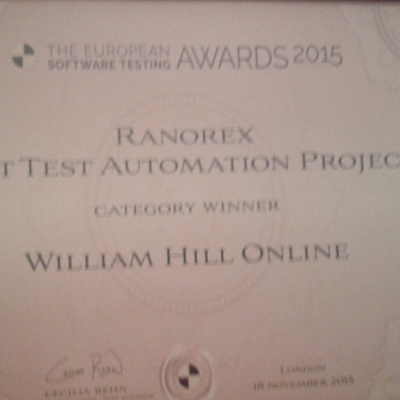 THE EUROPEAN
SOFTWARE TESTING AWARDS 2015
RANOREX
T TEST AUTOMATION PROJEC
CATEGORY WINNER
WILLIAM HILL ONLINE
LONDON
CECILIA REHN
18 NOVEMBER 2015